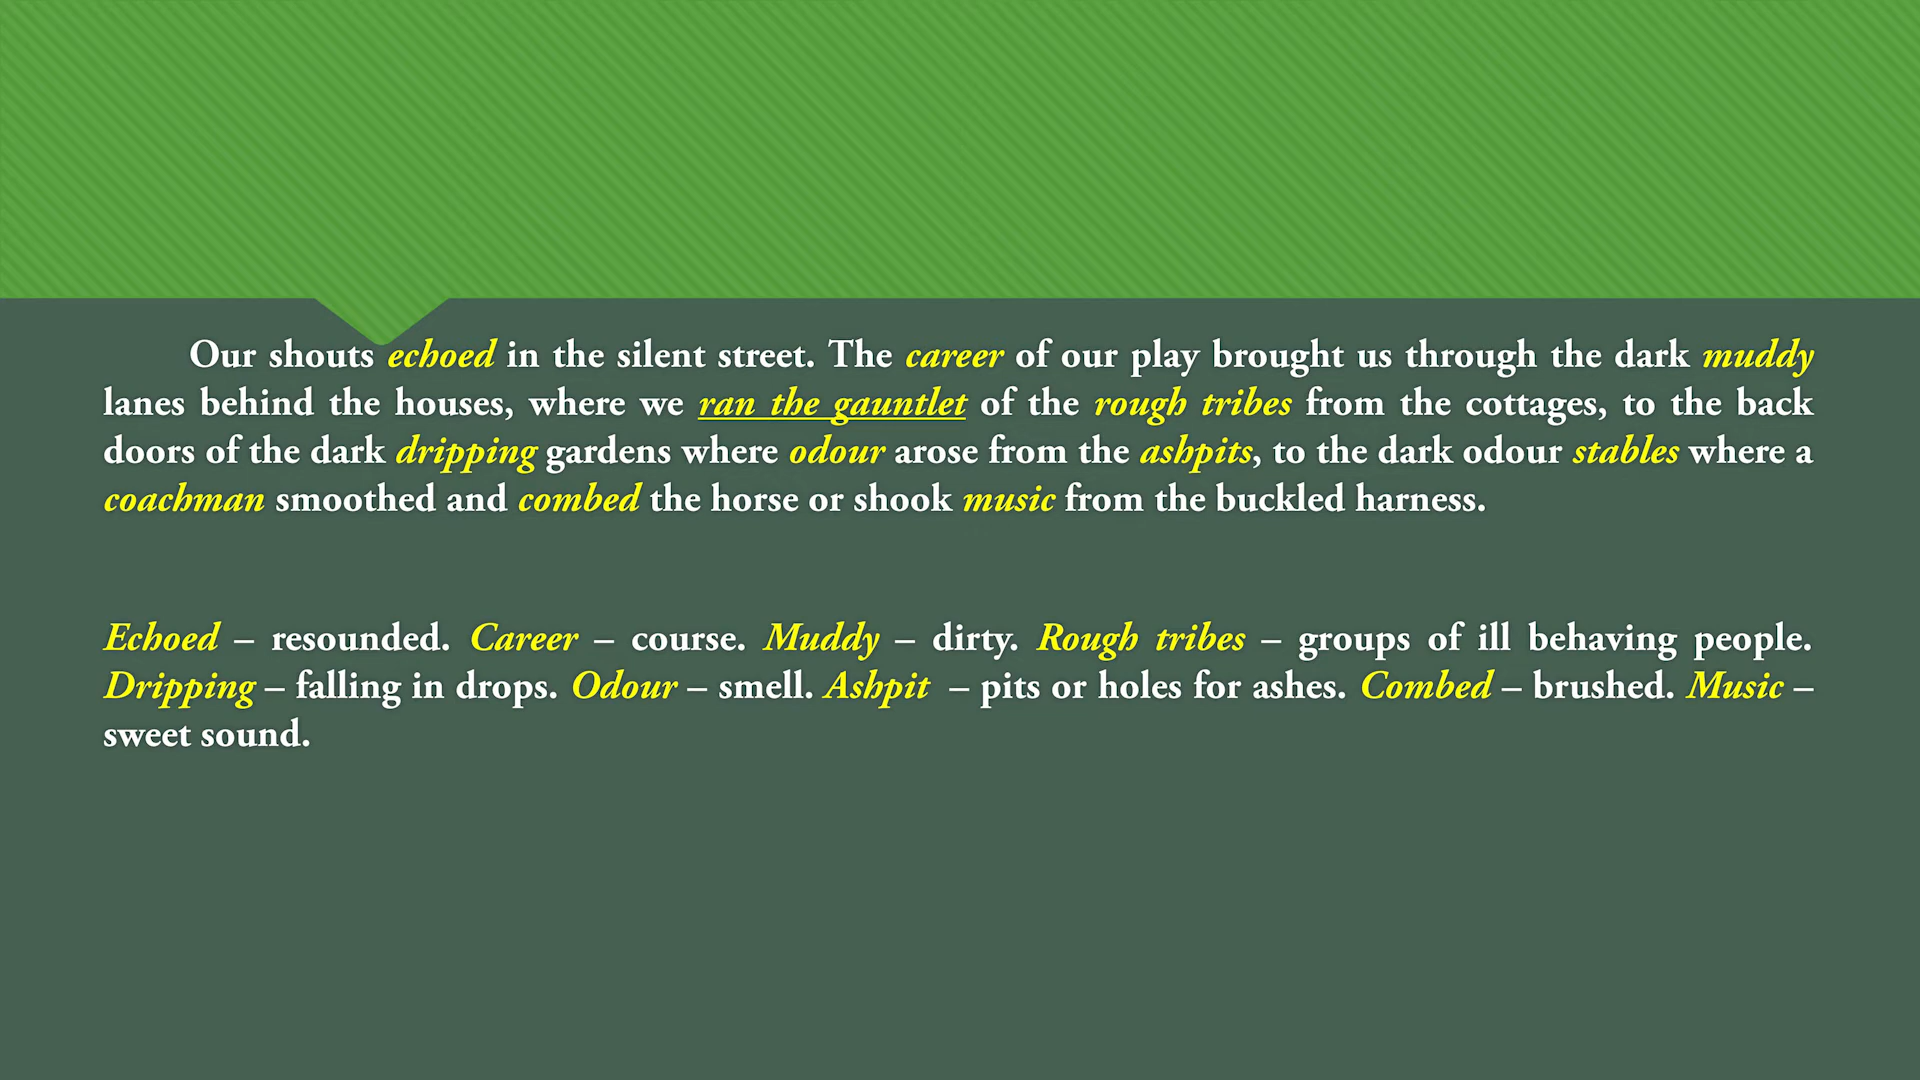 Our shouts echoed in the silent street. The career of our play brought us through the dark muddy
lanes behind the houses, where we ran the gauntlet of the rough tribes from the cottages, to the back
doors of the dark dripping gardens where odour arose from the ashpits, to the dark odour stables where a
coachman smoothed and combed the horse or shook music from the buckled harness.
Echoed – resounded. Career – course. Muddy – dirty. Rough tribes – groups of ill behaving people.
Dripping – falling in drops. Odour – smell. Ashpit – pits or holes for ashes. Combed – brushed. Music –
sweet sound.